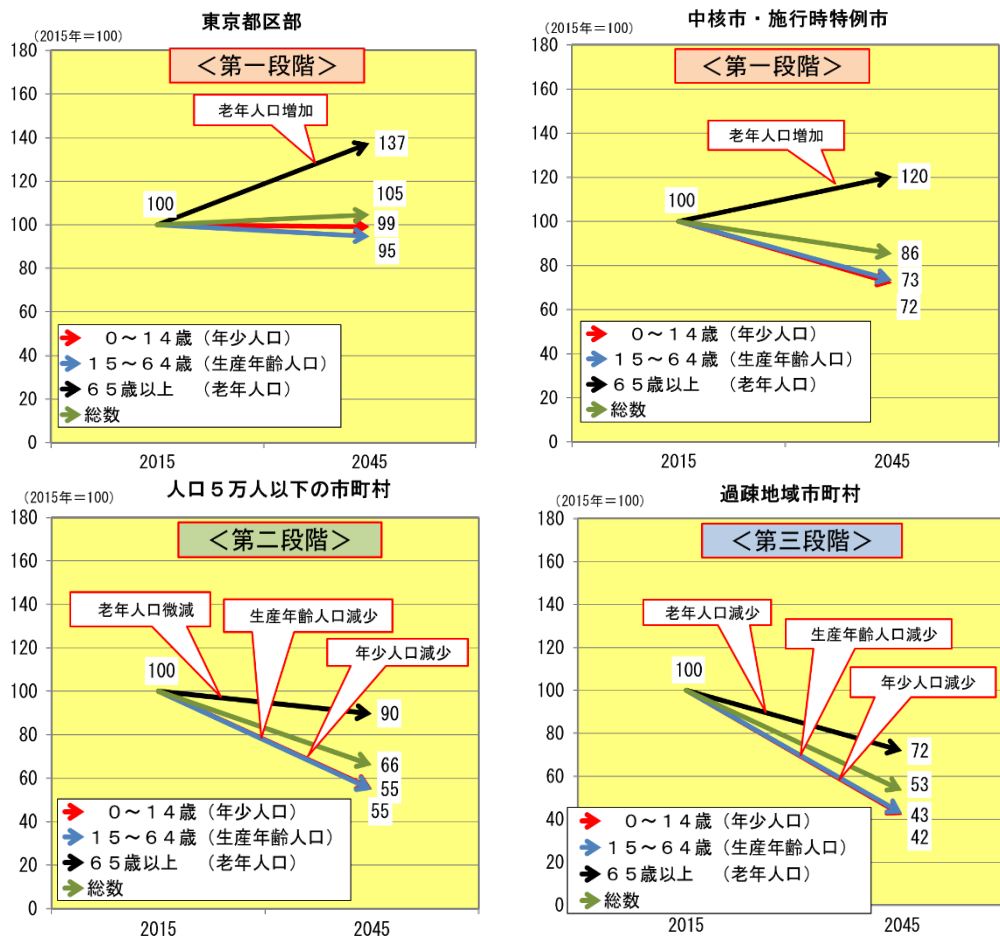 東京都区部
(2015年＝100)
＜第一段階＞
老年人口増加
180
160
140
120
100
80
60
40
20
0
100
137
105
99
95
０～１４歳（年少人口）
１５～６４歳（生産年齢人口）
６５歳以上　（老年人口）
総数
2015
2045
中核市・施行時特例市
(2015年＝100)
＜第一段階＞
老年人口増加
180
160
140
120
100
80
60
40
20
0
100
120
86
73
72
０～１４歳（年少人口）
１５～６４歳（生産年齢人口）
６５歳以上　（老年人口）
総数
2015
2045
人口５万人以下の市町村
(2015年＝100)
＜第二段階＞
老年人口微減
生産年齢人口減少
年少人口減少
180
160
140
120
100
80
60
40
20
0
100
90
66
55
55
０～１４歳（年少人口）
１５～６４歳（生産年齢人口）
６５歳以上　（老年人口）
総数
2015
2045
過疎地域市町村
(2015年＝100)
＜第三段階＞
老年人口減少
生産年齢人口減少
年少人口減少
180
160
140
120
100
80
60
40
20
0
100
72
53
43
42
０～１４歳（年少人口）
１５～６４歳（生産年齢人口）
６５歳以上　（老年人口）
総数
2015
2045